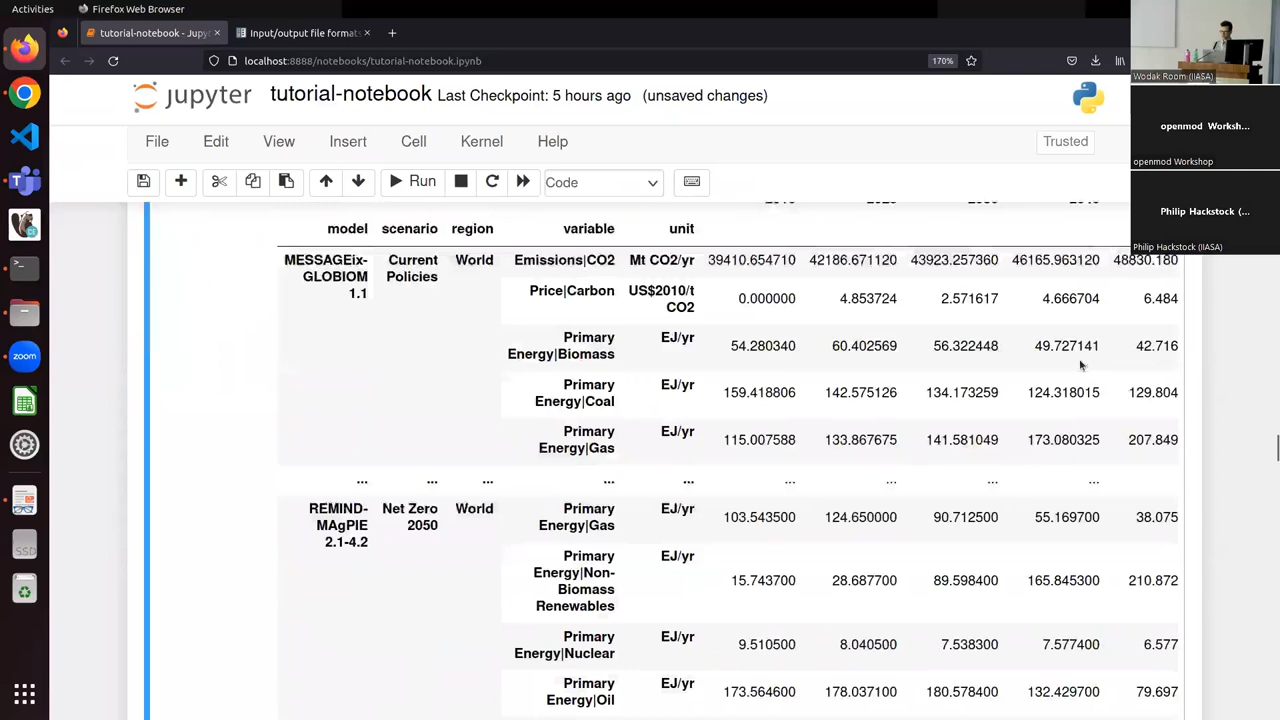 Activities Firefox Web Browser
tutorial-notebook - Jupyt
Input/output file formats
localhost:8888/notebooks/tutorial-notebook.ipynb
170%
jupyter tutorial-notebook Last Checkpoint: 5 hours ago (unsaved changes)
File Edit View Insert Cell Kernel Help
Trusted
Run
Code
Wodak Room (IIASA)
openmod Worksh...
openmod Workshop
Philip Hackstock (...
Philip Hackstock (IIASA)
model scenario region variable unit
MESSAGEix- Current World Emissions|CO2 Mt CO2/yr 39410.654710 42186.671120 43923.257360 46165.963120 48830.180
GLOBIOM Policies
1.1
Price|Carbon US$2010/t 0.000000 4.853724 2.571617 4.666704 6.484
CO2
Primary EJ/yr 54.280340 60.402569 56.322448 49.727141 42.716
Energy|Biomass
Primary EJ/yr 159.418806 142.575126 134.173259 124.318015 129.804
Energy|Coal
Primary EJ/yr 115.007588 133.867675 141.581049 173.080325 207.849
Energy|Gas
... ... ... ... ... ... ... ... ... ...
REMIND- Net Zero World Primary EJ/yr 103.543500 124.650000 90.712500 55.169700 38.075
MAgPIE 2050 Energy|Gas
2.1-4.2
Primary EJ/yr 15.743700 28.687700 89.598400 165.845300 210.872
Energy|Non-
Biomass
Renewables
Primary EJ/yr 9.510500 8.040500 7.538300 7.577400 6.577
Energy|Nuclear
Primary EJ/yr 173.564600 178.037100 180.578400 132.429700 79.697
Energy|Oil
zoom
SSD